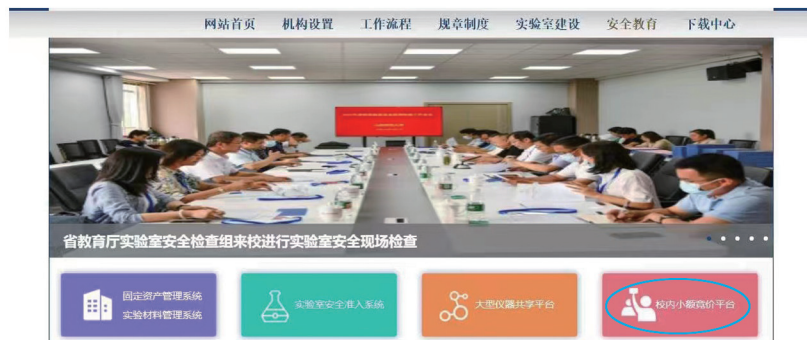 网站首页 机构设置 工作流程 规章制度 实验室建设 安全教育 下载中心
省教育厅实验室安全检查组来校进行实验室安全现场检查
固定资产管理系统
实验材料管理系统
实验室安全准入系统
大型仪器共享平台
校内小额竞价平台